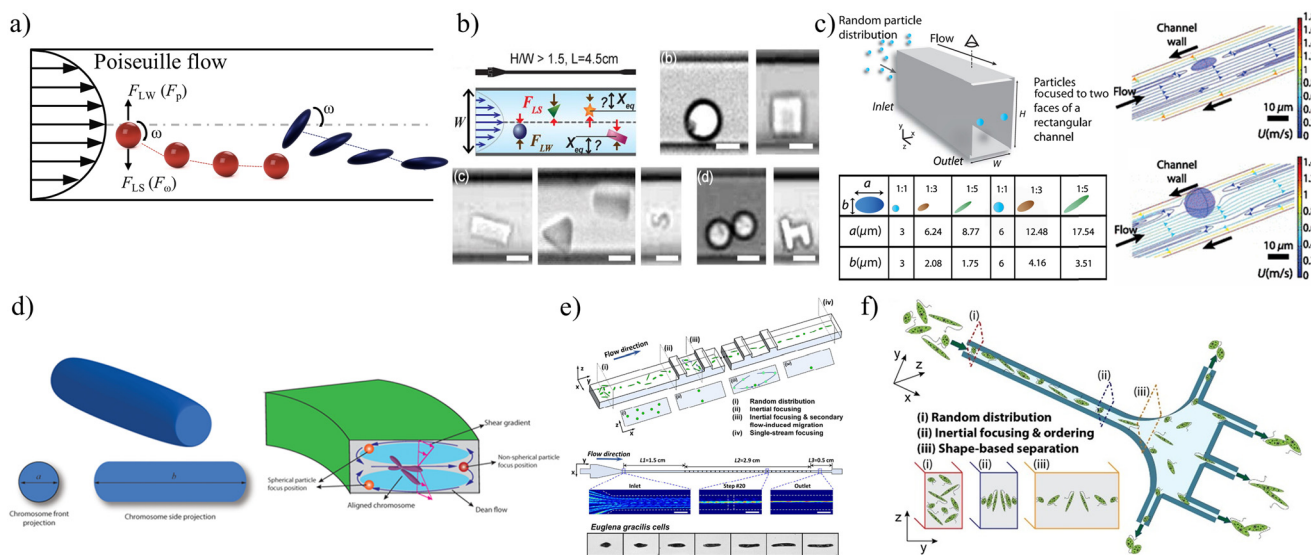 a)
Poiseuille flow
F_LW (F_p)
ω
ω
F_LS (F_ω)
b)
H/W > 1.5, L=4.5cm
W
F_LS
? X_eq
F_LW
X_eq ?
(b)
(c)
(d)
c)
Random particle
distribution
Flow
Inlet
Particles
focused to two
faces of a
rectangular
channel
H
W
Outlet
y
x
z
a
b
1:1
1:3
1:5
1:1
1:3
1:5
a(μm)
3
6.24
8.77
6
12.48
17.54
b(μm)
3
2.08
1.75
6
4.16
3.51
Channel
wall
Flow
10 μm
U(m/s)
Channel
wall
Flow
10 μm
U(m/s)
d)
a
b
Chromosome front
projection
Chromosome side projection
Shear gradient
Non-spherical particle
focus position
Spherical particle
focus position
Aligned chromosome
Dean flow
e)
Flow direction
(i)
(ii)
(iii)
(iv)
(i) Random distribution
(ii) Inertial focusing
(iii) Inertial focusing & secondary
flow-induced migration
(iv) Single-stream focusing
Flow direction
L1=1.5 cm
L2=2.9 cm
L3=0.5 cm
Inlet
Step #20
Outlet
Euglena gracilis cells
f)
(i)
(ii)
(iii)
y
z
x
(i) Random distribution
(ii) Inertial focusing & ordering
(iii) Shape-based separation
(i)
(ii)
(iii)
z
y